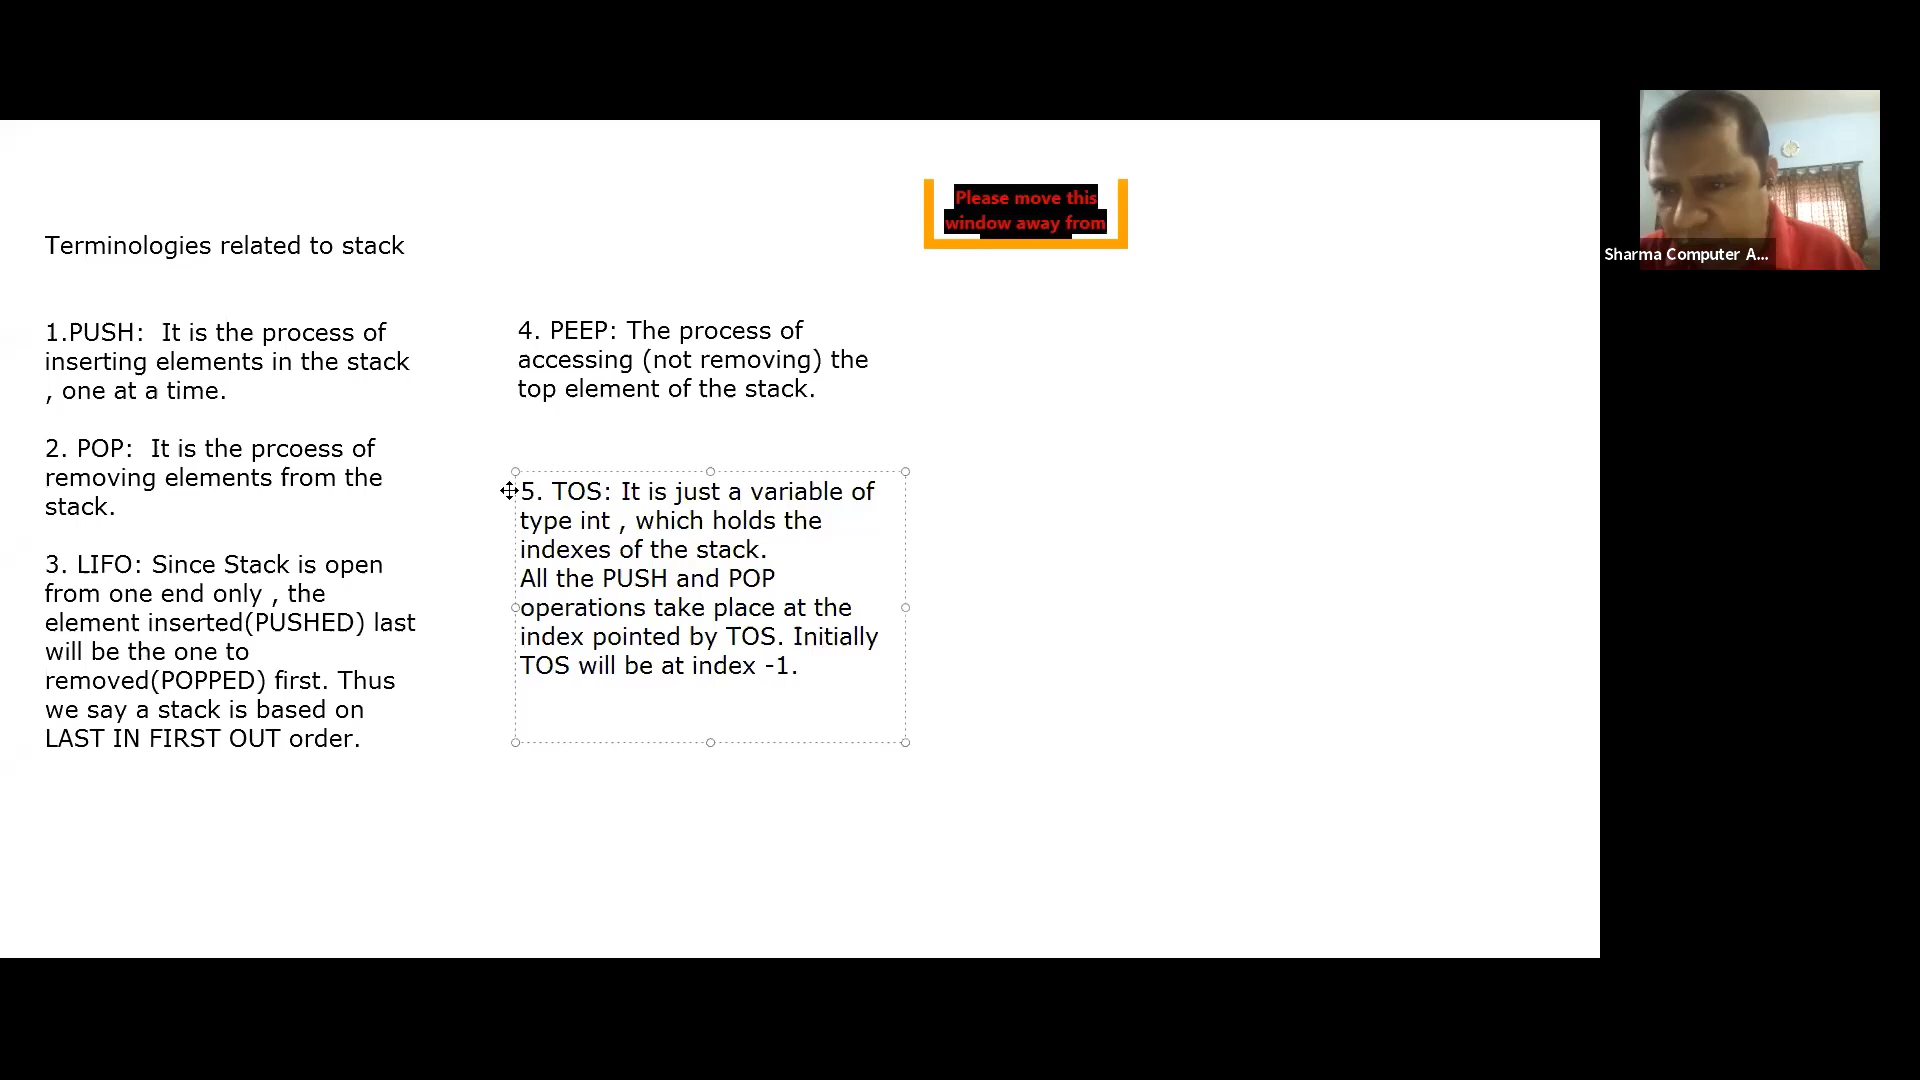 Please move this
window away from
Sharma Computer A...
Terminologies related to stack
1.PUSH:  It is the process of
inserting elements in the stack
, one at a time.
2. POP:  It is the prcoess of
removing elements from the
stack.
3. LIFO: Since Stack is open
from one end only , the
element inserted(PUSHED) last
will be the one to
removed(POPPED) first. Thus
we say a stack is based on
LAST IN FIRST OUT order.
4. PEEP: The process of
accessing (not removing) the
top element of the stack.
5. TOS: It is just a variable of
type int , which holds the
indexes of the stack.
All the PUSH and POP
operations take place at the
index pointed by TOS. Initially
TOS will be at index -1.